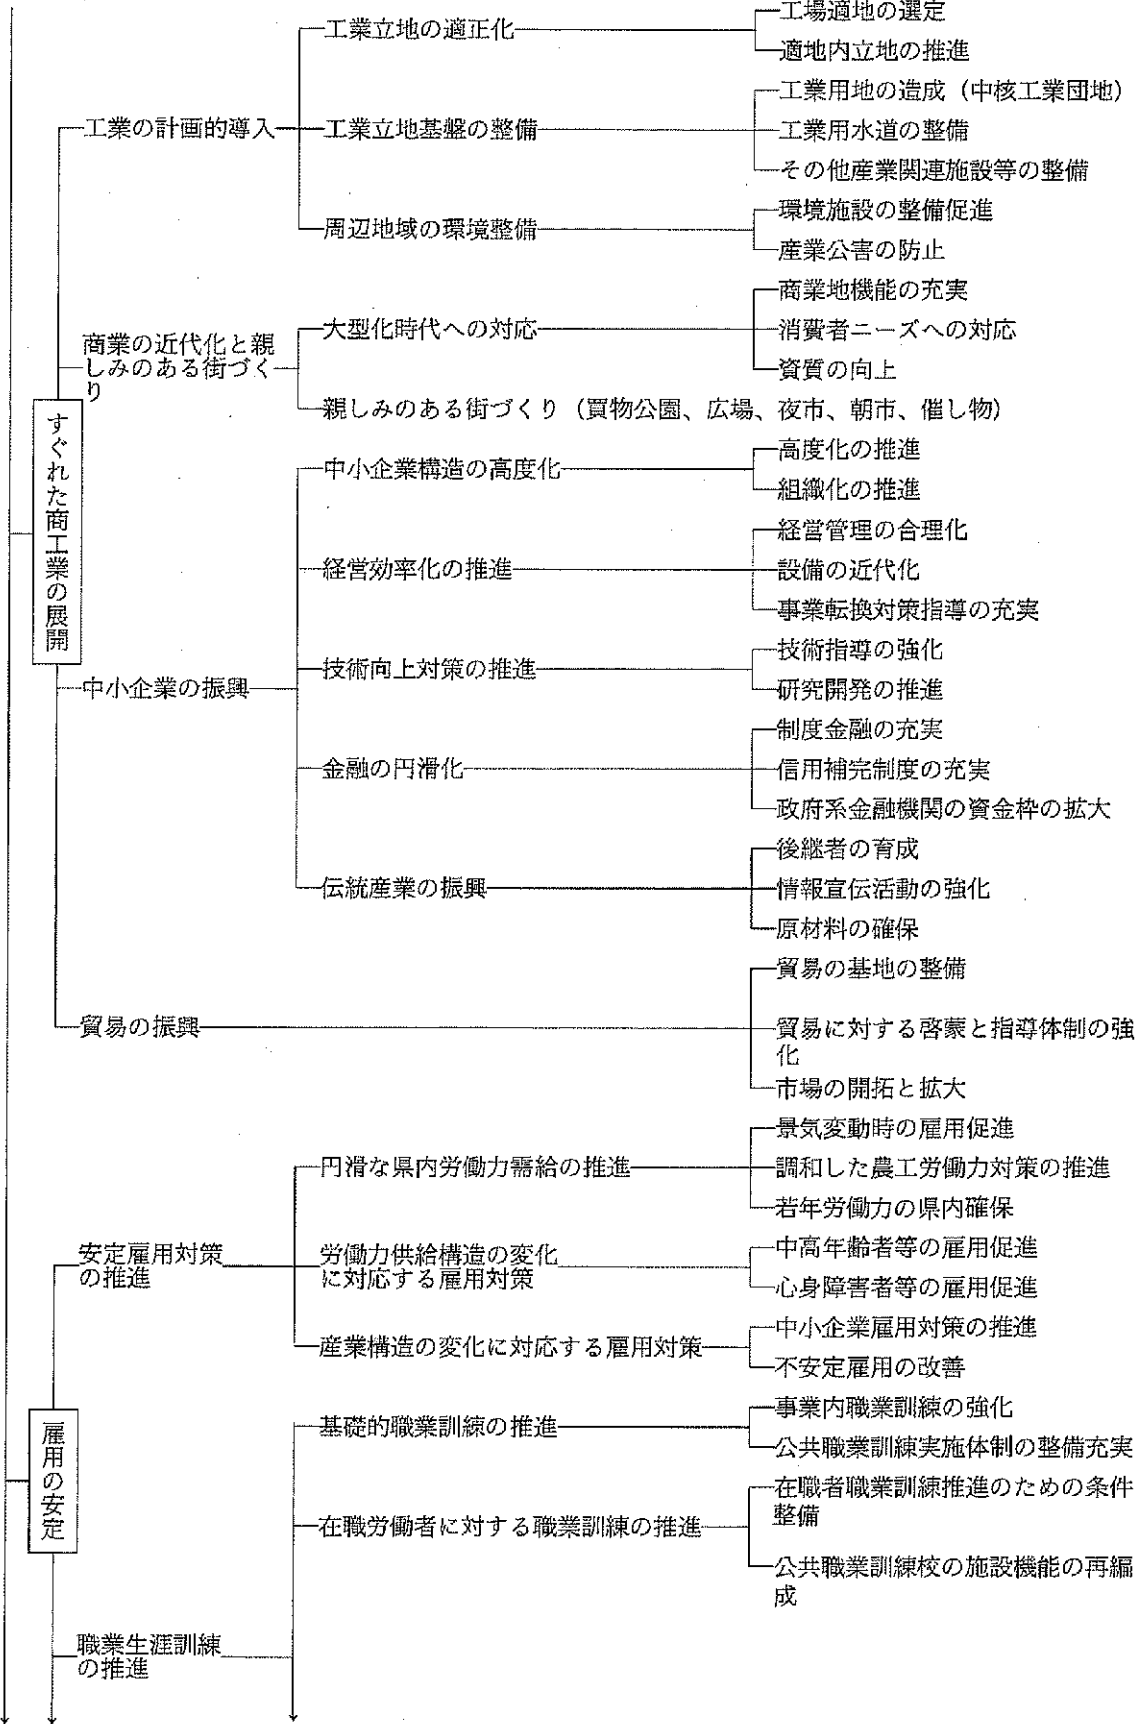 工場適地の選定
工業立地の適正化
適地内立地の推進
工業用地の造成（中核工業団地）
工業の計画的導入
工業立地基盤の整備
工業用水道の整備
その他産業関連施設等の整備
環境施設の整備促進
周辺地域の環境整備
産業公害の防止
商業地機能の充実
商業の近代化と親
しみのある街づく
り
大型化時代への対応
消費者ニーズへの対応
資質の向上
親しみのある街づくり（買物公園、広場、夜市、朝市、催し物）
すぐれた商工業の展開
中小企業構造の高度化
高度化の推進
組織化の推進
経営管理の合理化
経営効率化の推進
設備の近代化
事業転換対策指導の充実
技術指導の強化
技術向上対策の推進
中小企業の振興
研究開発の推進
制度金融の充実
金融の円滑化
信用補完制度の充実
政府系金融機関の資金枠の拡大
後継者の育成
伝統産業の振興
情報宣伝活動の強化
原材料の確保
貿易の基地の整備
貿易の振興
貿易に対する啓蒙と指導体制の強
化
市場の開拓と拡大
景気変動時の雇用促進
円滑な県内労働力需給の推進
調和した農工労働力対策の推進
若年労働力の県内確保
安定雇用対策
の推進
労働力供給構造の変化
に対応する雇用対策
中高年齢者等の雇用促進
心身障害者等の雇用促進
中小企業雇用対策の推進
産業構造の変化に対応する雇用対策
不安定雇用の改善
雇用の安定
事業内職業訓練の強化
基礎的職業訓練の推進
公共職業訓練実施体制の整備充実
在職者職業訓練推進のための条件
整備
在職労働者に対する職業訓練の推進
公共職業訓練校の施設機能の再編
成
職業生涯訓練
の推進